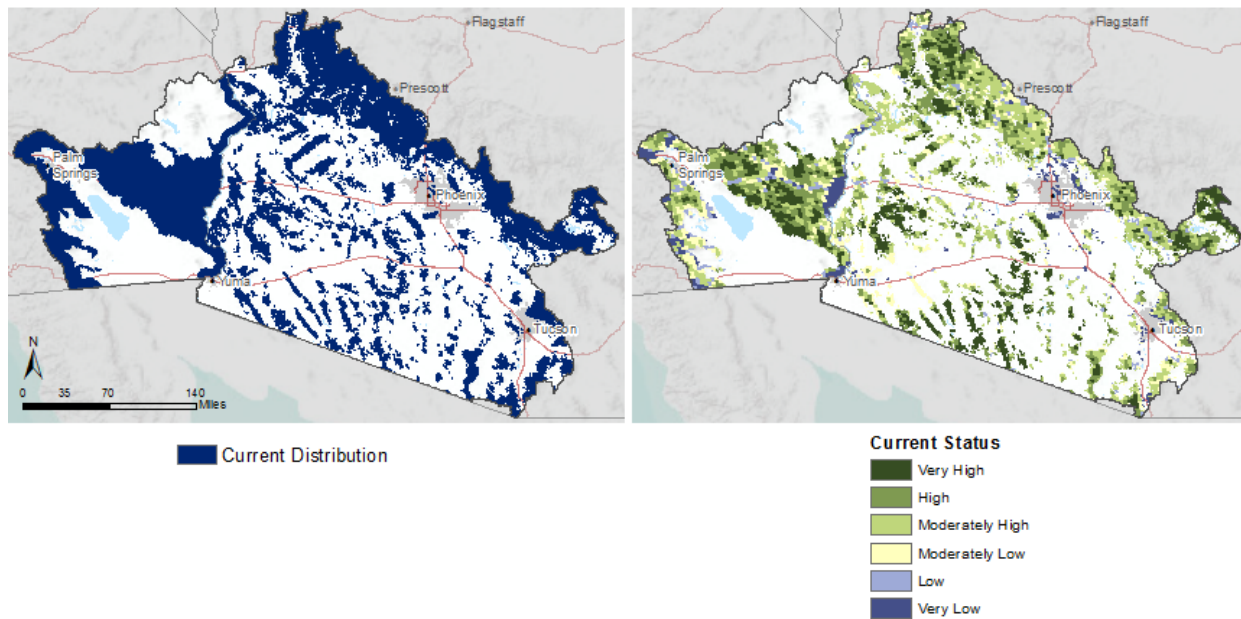 Flagstaff
Prescott
Palm
Springs
Phoenix
Yuma
Tucson
N
0 35 70 140
Miles
Current Distribution
Flagstaff
Prescott
Palm
Springs
Phoenix
Yuma
Tucson
Current Status
Very High
High
Moderately High
Moderately Low
Low
Very Low